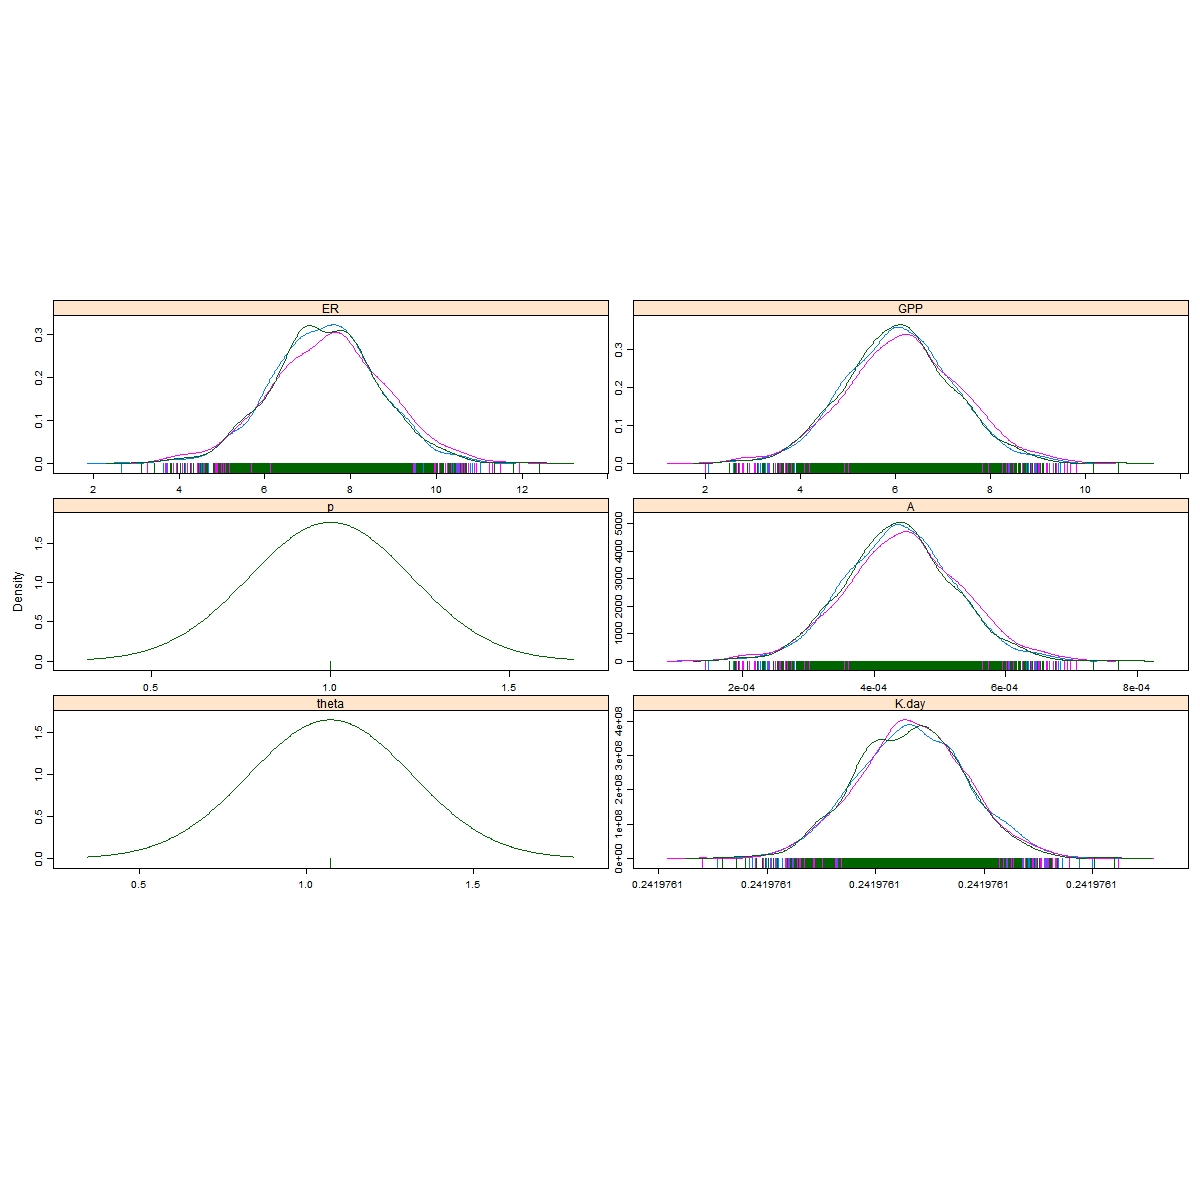 ER
GPP
0.0 0.1 0.2 0.3
2 4 6 8 10 12
0.0 0.1 0.2 0.3
2 4 6 8 10
p
A
Density
0.0 0.5 1.0 1.5
0.5 1.0 1.5
0 1000 2000 3000 4000 5000
2e-04 4e-04 6e-04 8e-04
theta
K.day
0.0 0.5 1.0 1.5
0.5 1.0 1.5
0e+00 1e+08 2e+08 3e+08 4e+08
0.2419761 0.2419761 0.2419761 0.2419761 0.2419761